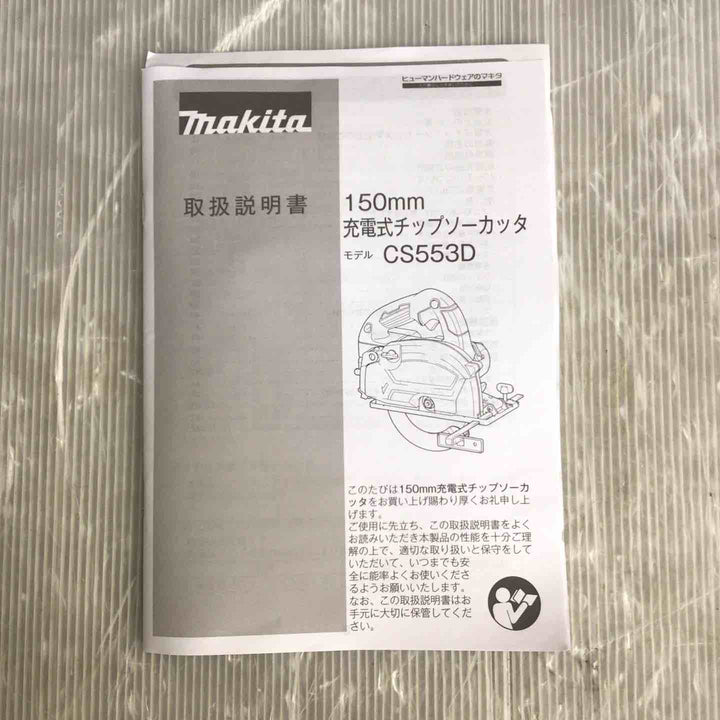 ヒューマンハードウェアのマキタ
makita
取扱説明書
150mm
充電式チップソーカッタ
モデル CS553D
このたびは150mm充電式チップソーカ
ッタをお買い上げ賜わり厚くお礼申し上
げます。
ご使用に先立ち、この取扱説明書をよく
お読みいただき本製品の性能を十分ご理
解の上で、適切な取り扱いと保守をして
いただいて、いつまでも安
全に能率よくお使いくださ
るようお願いいたします。
なお、この取扱説明書はお
手元に大切に保管してくだ
さい。